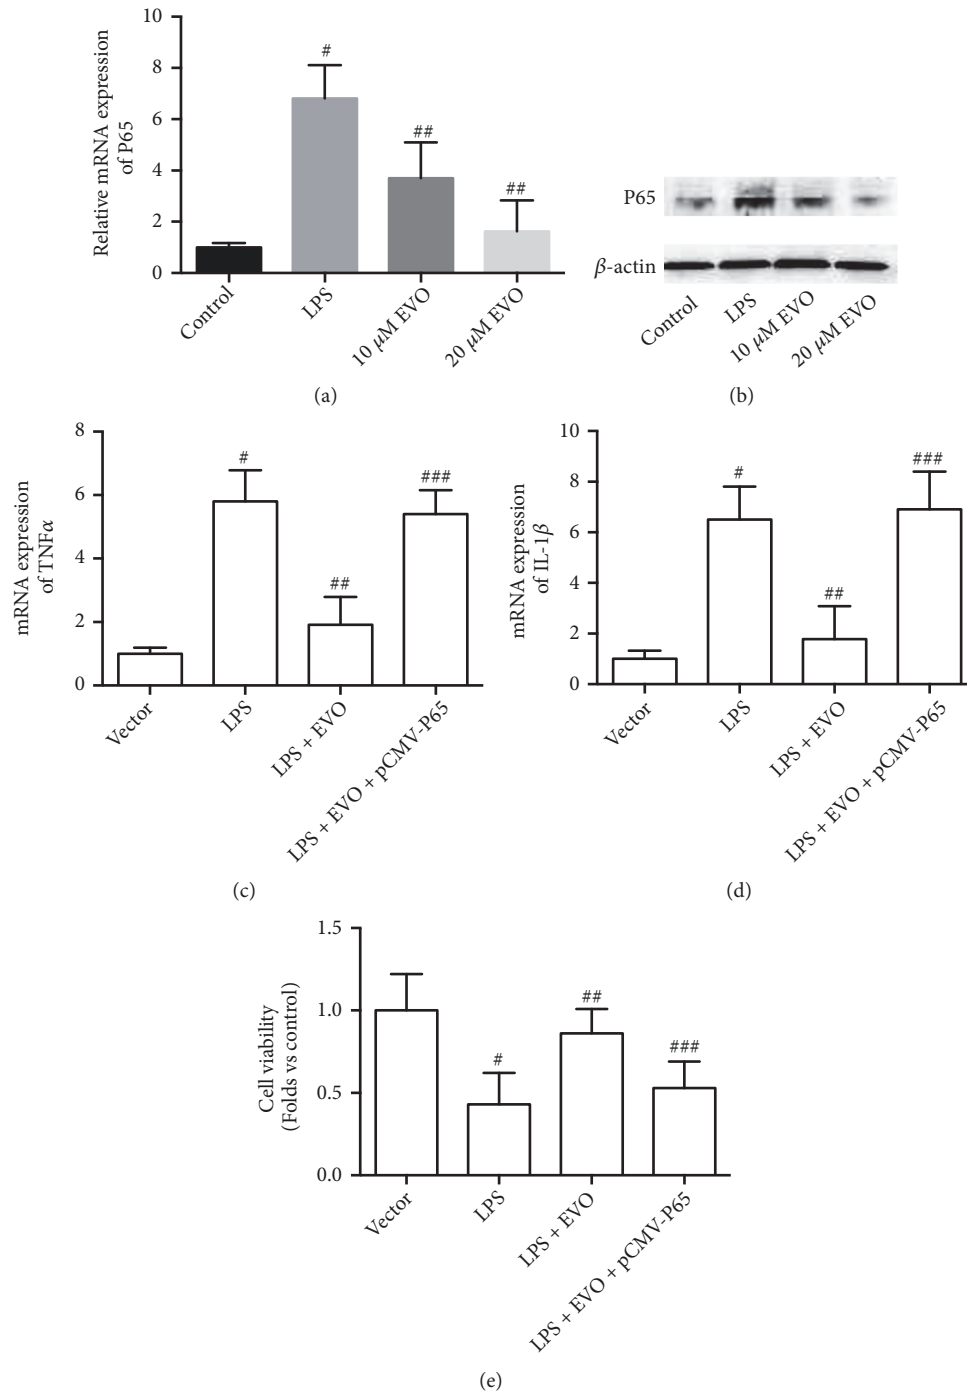 Relative mRNA expression
of P65
10
8
6
4
2
0
#
##
##
Control
LPS
10 μM EVO
20 μM EVO
(a)
P65
β-actin
Control
LPS
10 μM EVO
20 μM EVO
(b)
mRNA expression
of TNFα
8
6
4
2
0
#
##
###
Vector
LPS
LPS + EVO
LPS + EVO + pCMV-P65
(c)
mRNA expression
of IL-1β
10
8
6
4
2
0
#
##
###
Vector
LPS
LPS + EVO
LPS + EVO + pCMV-P65
(d)
Cell viability
(Folds vs control)
1.5
1.0
0.5
0.0
#
##
###
Vector
LPS
LPS + EVO
LPS + EVO + pCMV-P65
(e)